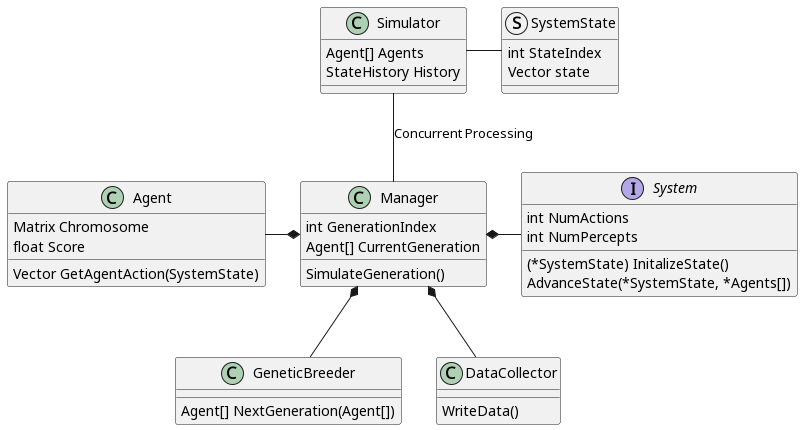 C Simulator
Agent[] Agents
StateHistory History
S SystemState
int StateIndex
Vector state
Concurrent Processing
C Agent
Matrix Chromosome
float Score
Vector GetAgentAction(SystemState)
C Manager
int GenerationIndex
Agent[] CurrentGeneration
SimulateGeneration()
I System
int NumActions
int NumPercepts
(*SystemState) InitalizeState()
AdvanceState(*SystemState, *Agents[])
C GeneticBreeder
Agent[] NextGeneration(Agent[])
C DataCollector
WriteData()